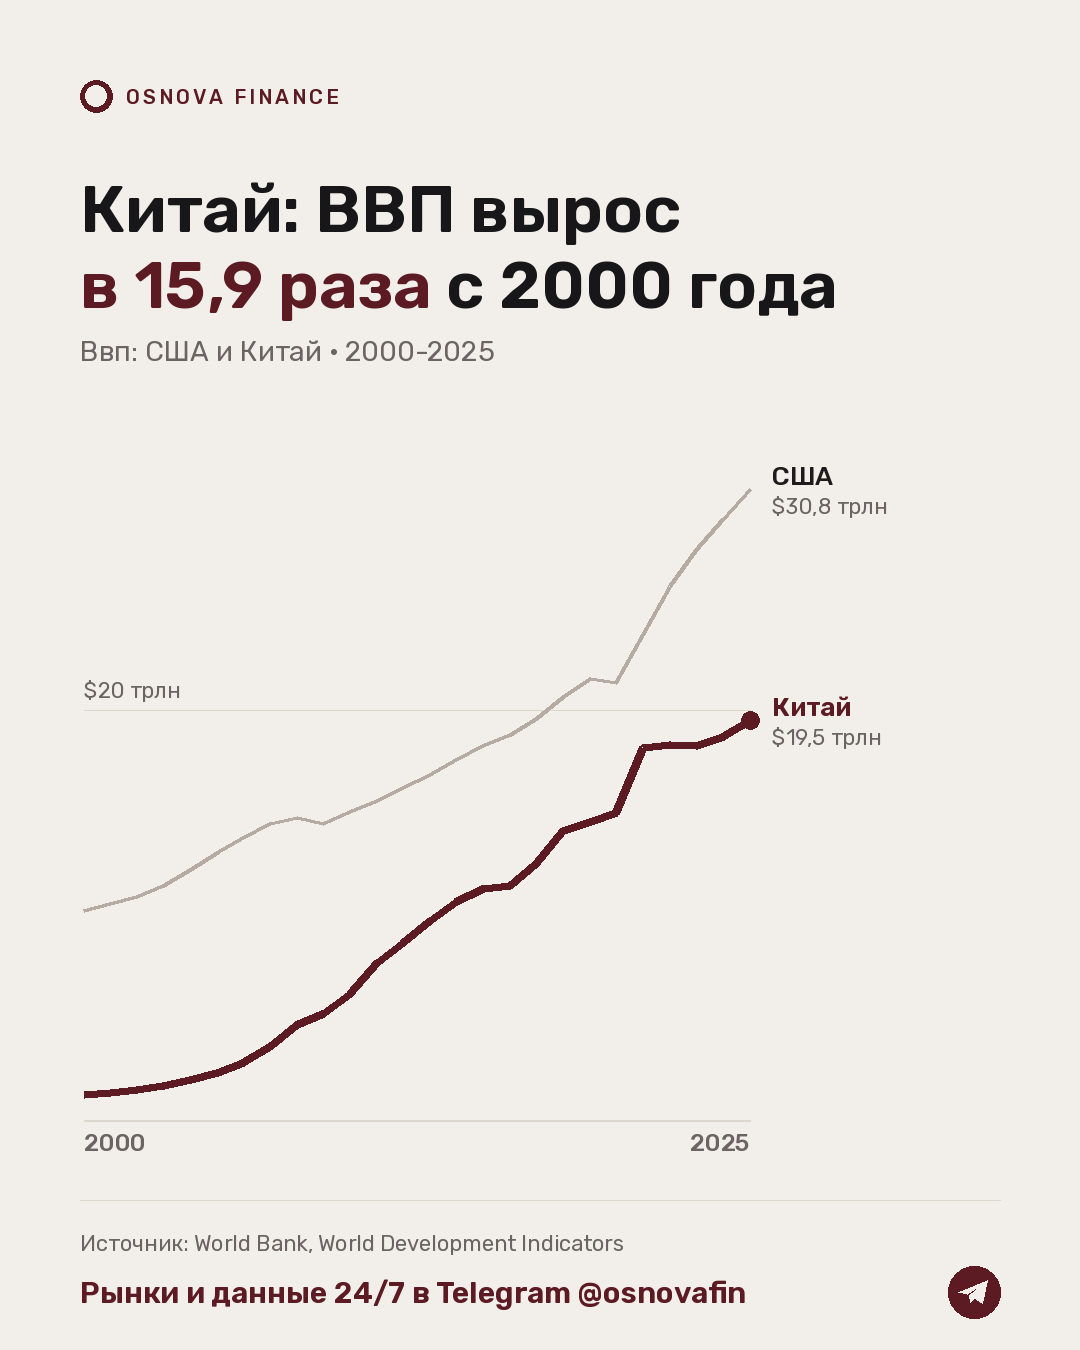 OSNOVA FINANCE
Китай: ВВП вырос
в 15,9 раза с 2000 года
Ввп: США и Китай • 2000–2025
США
$30,8 трлн
$20 трлн
Китай
$19,5 трлн
2000
2025
Источник: World Bank, World Development Indicators
Рынки и данные 24/7 в Telegram @osnovafin